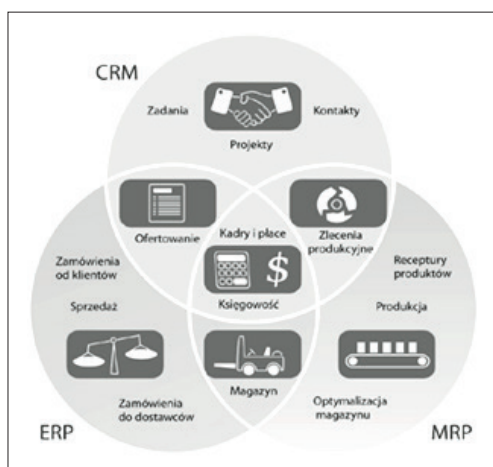 CRM
Zadania
Kontakty
Projekty
Ofertowanie
Kadry i płace
Zlecenia
produkcyjne
Zamówienia
od klientów
Receptury
produktów
$
Księgowość
Sprzedaż
Produkcja
Magazyn
Zamówienia
do dostawców
Optymalizacja
magazynu
ERP
MRP